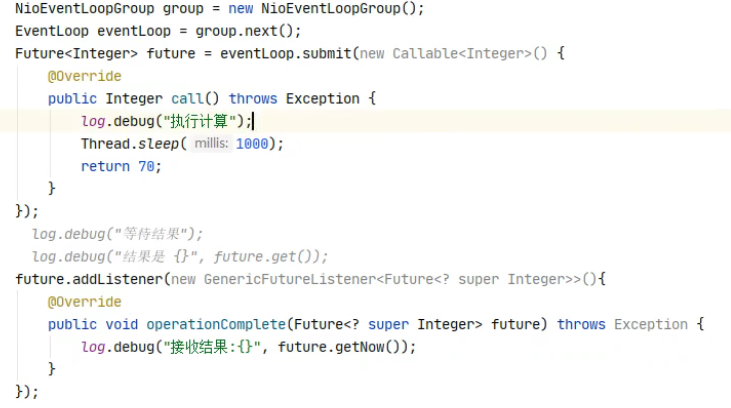 NioEventLoopGroup group = new NioEventLoopGroup();
EventLoop eventLoop = group.next();
Future<Integer> future = eventLoop.submit(new Callable<Integer>() {
    @Override
    public Integer call() throws Exception {
        log.debug("执行计算");
        Thread.sleep( millis: 1000);
        return 70;
    }
});
  log.debug("等待结果");
  log.debug("结果是 {}", future.get());
future.addListener(new GenericFutureListener<Future<? super Integer>>(){
    @Override
    public void operationComplete(Future<? super Integer> future) throws Exception {
        log.debug("接收结果:{}", future.getNow());
    }
});